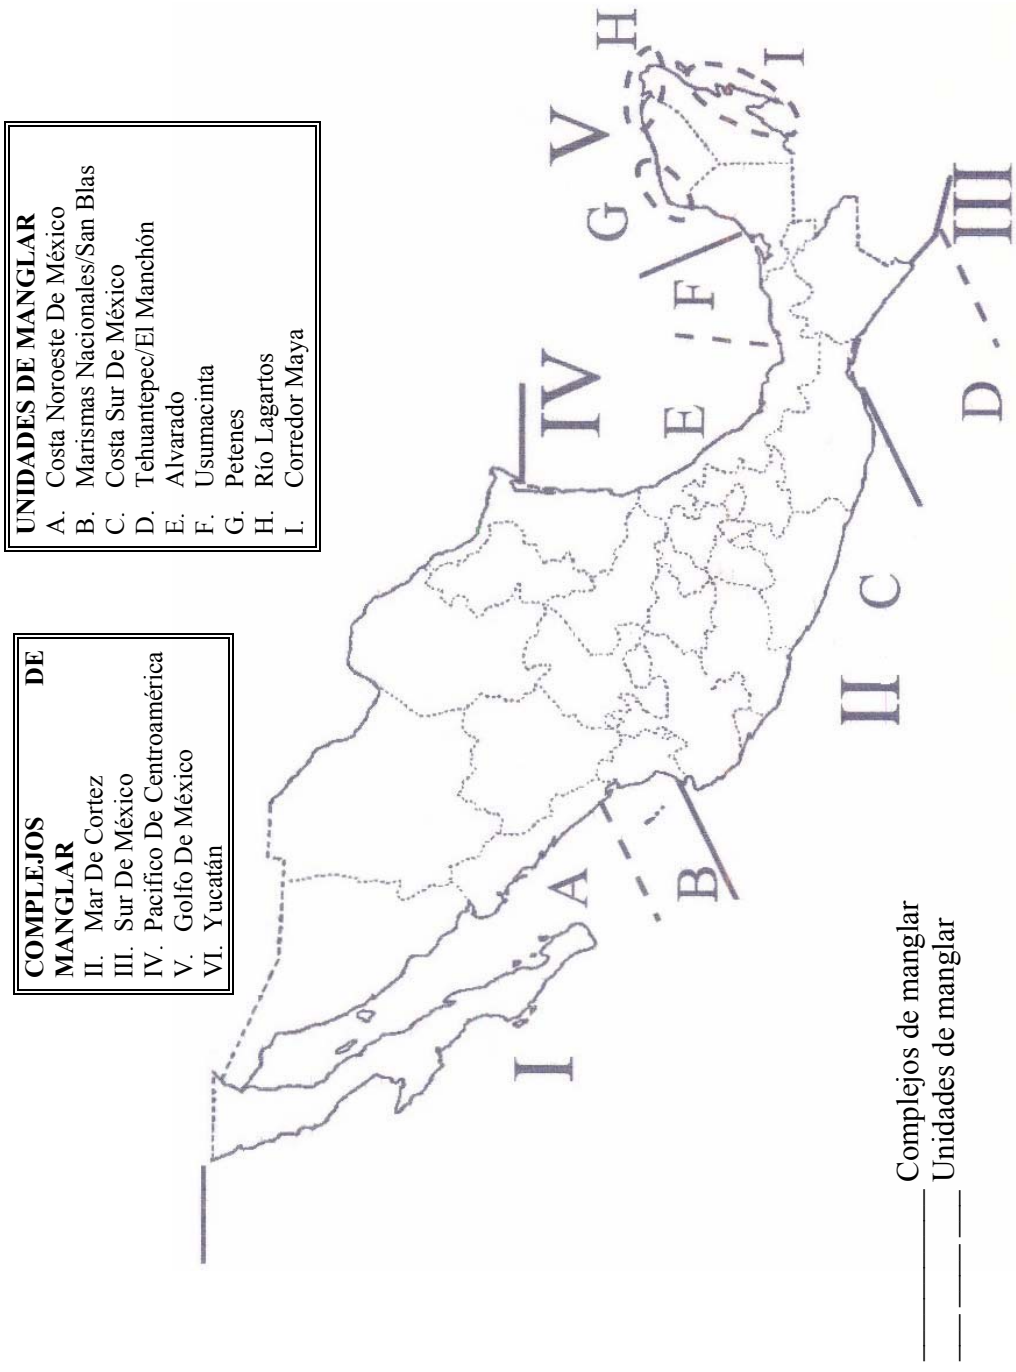 COMPLEJOS DE
MANGLAR
II. Mar De Cortez
III. Sur De México
IV. Pacifico De Centroamérica
V. Golfo De México
VI. Yucatán
UNIDADES DE MANGLAR
A. Costa Noroeste De México
B. Marismas Nacionales/San Blas
C. Costa Sur De México
D. Tehuantepec/El Manchón
E. Alvarado
F. Usumacinta
G. Petenes
H. Río Lagartos
I. Corredor Maya
I
A
B
II
C
IV
E
F
G
V
H
I
D
III
Complejos de manglar
Unidades de manglar